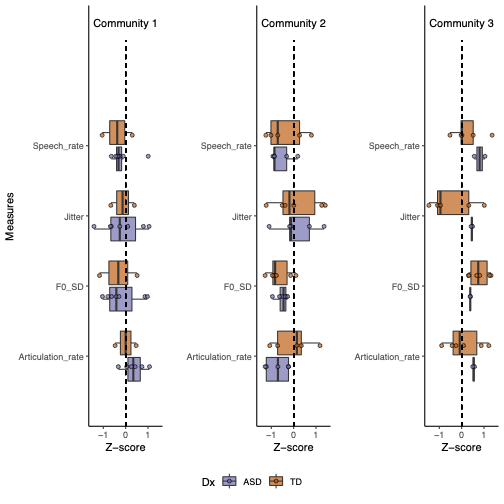 Community 1
Community 2
Community 3
Measures
Speech_rate
Jitter
F0_SD
Articulation_rate
Speech_rate
Jitter
F0_SD
Articulation_rate
Speech_rate
Jitter
F0_SD
Articulation_rate
−1 0 1
−1 0 1
−1 0 1
Z−score
Z−score
Z−score
Dx ASD TD